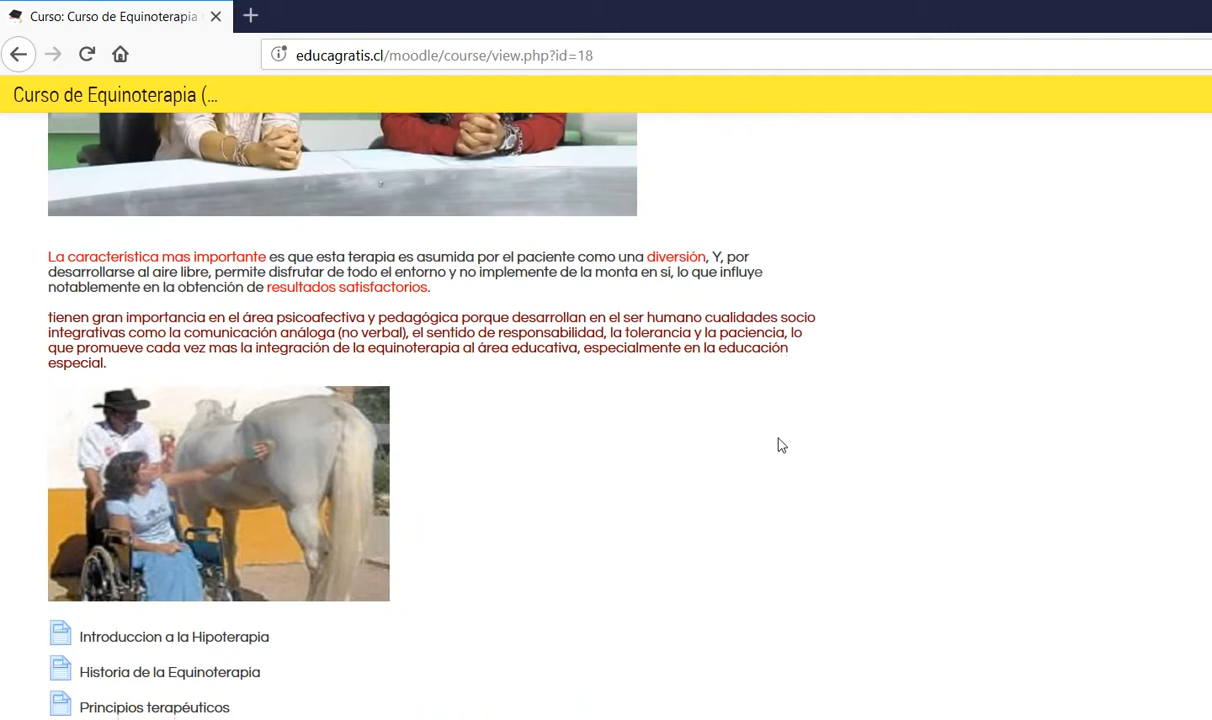 Curso: Curso de Equinoterapia
educagratis.cl/moodle/course/view.php?id=18
Curso de Equinoterapia (...
La característica mas importante es que esta terapia es asumida por el paciente como una diversión, Y, por
desarrollarse al aire libre, permite disfrutar de todo el entorno y no implemente de la monta en si, lo que influye
notablemente en la obtención de resultados satisfactorios.
tienen gran importancia en el área psicoafectiva y pedagógica porque desarrollan en el ser humano cualidades socio
integrativas como la comunicación análoga (no verbal), el sentido de responsabilidad, la tolerancia y la paciencia, lo
que promueve cada vez mas la integración de la equinoterapia al área educativa, especialmente en la educación
especial.
Introduccion a la Hipoterapia
Historia de la Equinoterapia
Principios terapéuticos